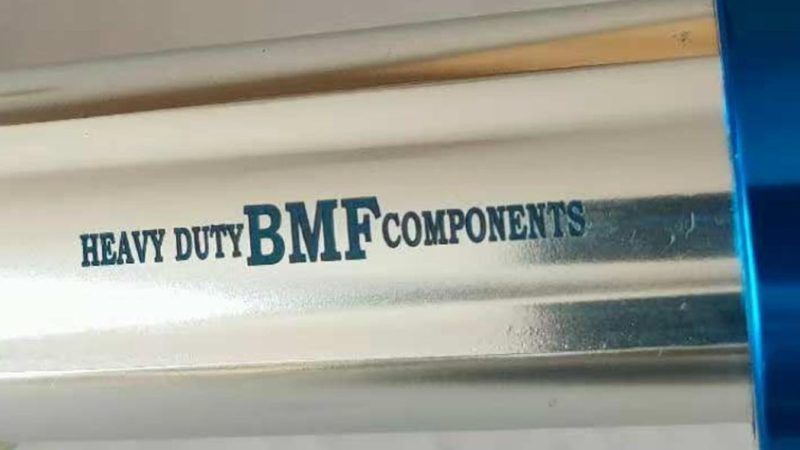 HEAVY DUTY BMF COMPONENTS